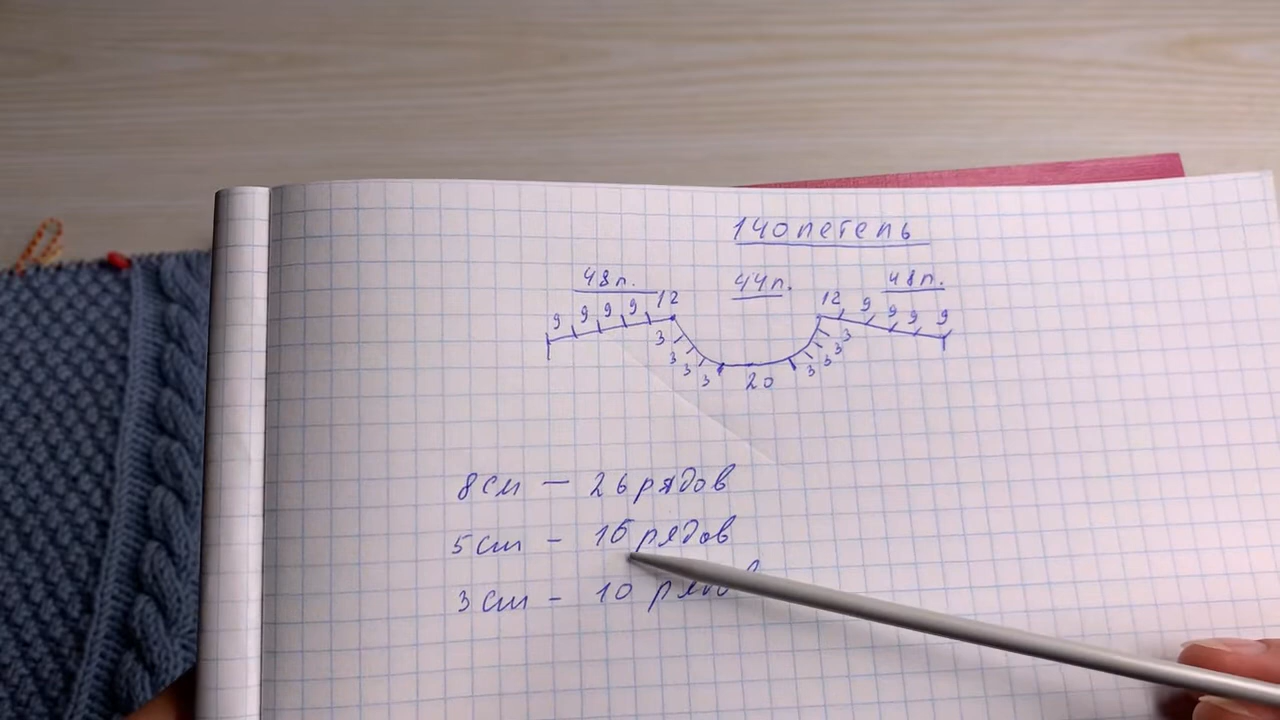 140 петель
48п. 44п. 48п.
9 9 9 9 12 12 9 9 9 9
3 3 3 3 20 3 3 3 3
8см — 26 рядов
5см - 16 рядов
3см - 10 рядов